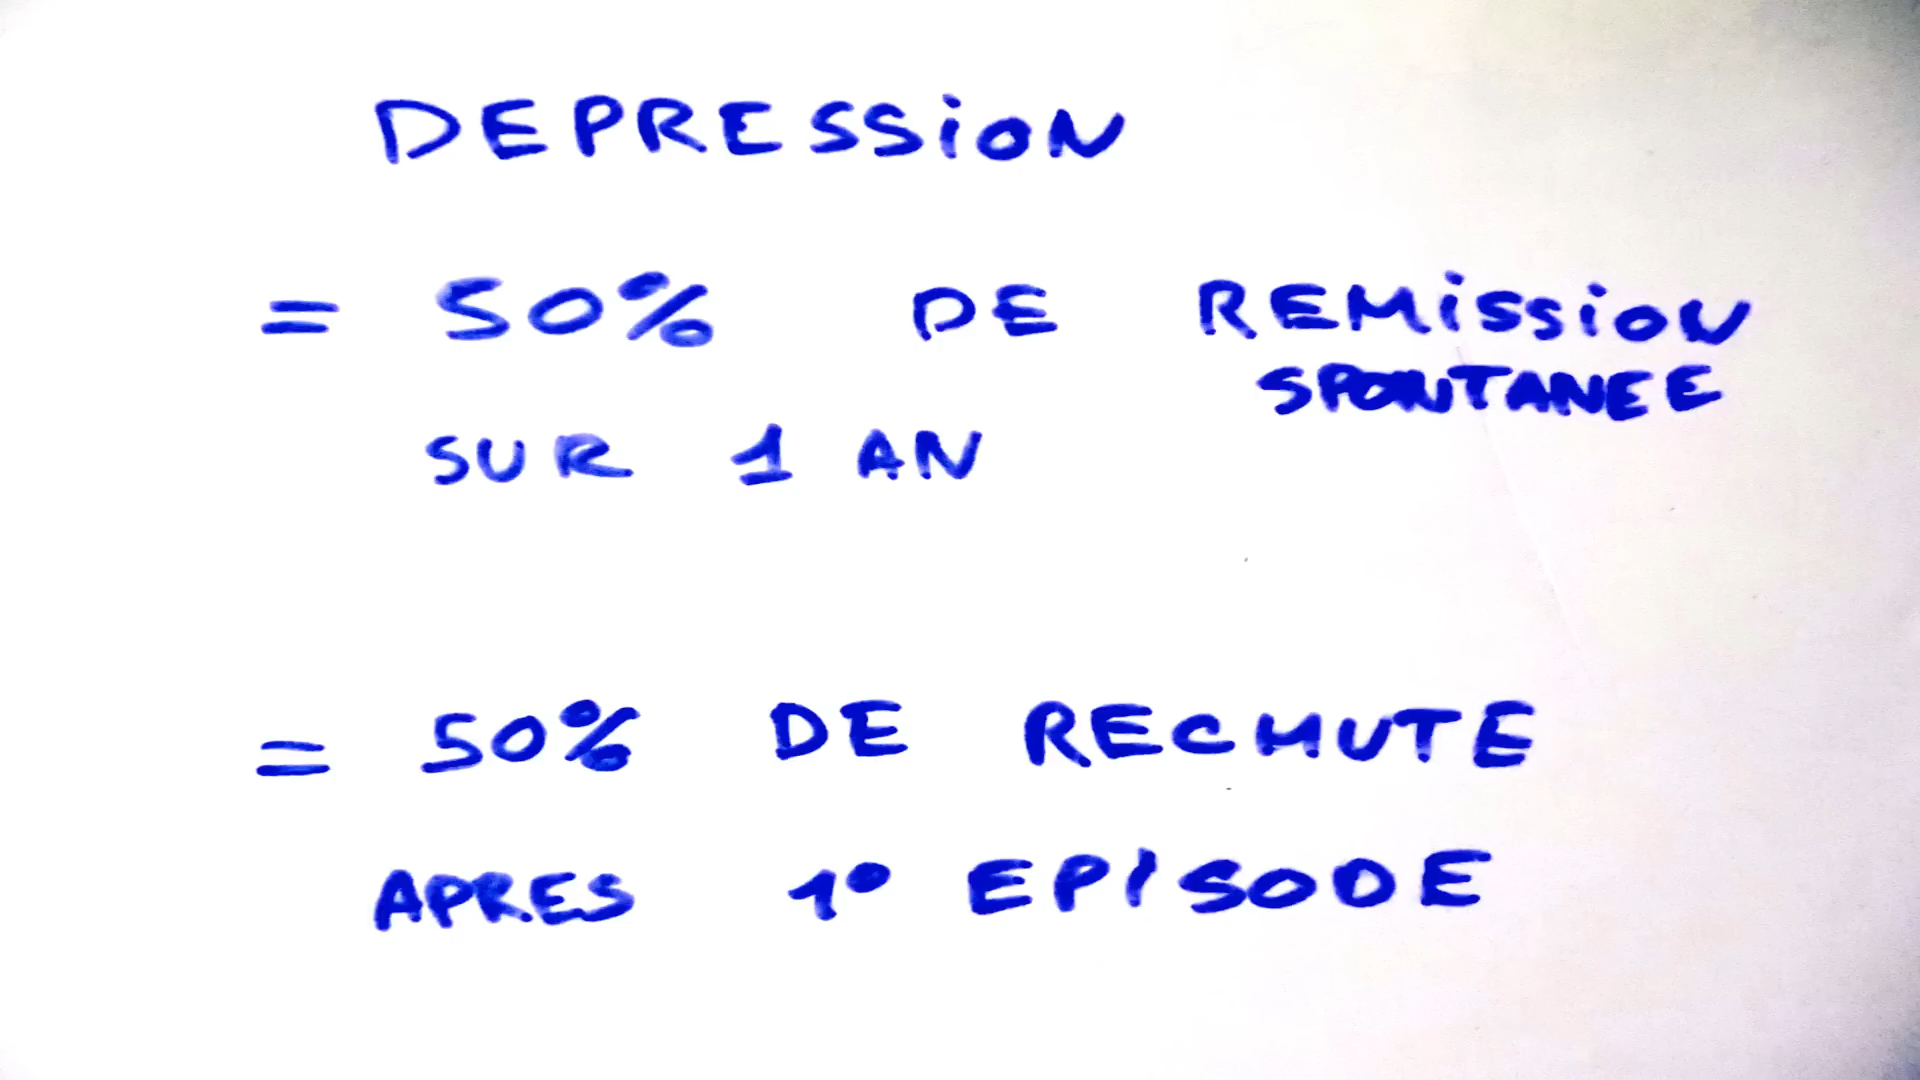 DEPRESSiON
= 50% DE REMiSSiON
SPONTANEE
SUR 1 AN
= 50% DE RECHUTE
APRES 1° EPISODE